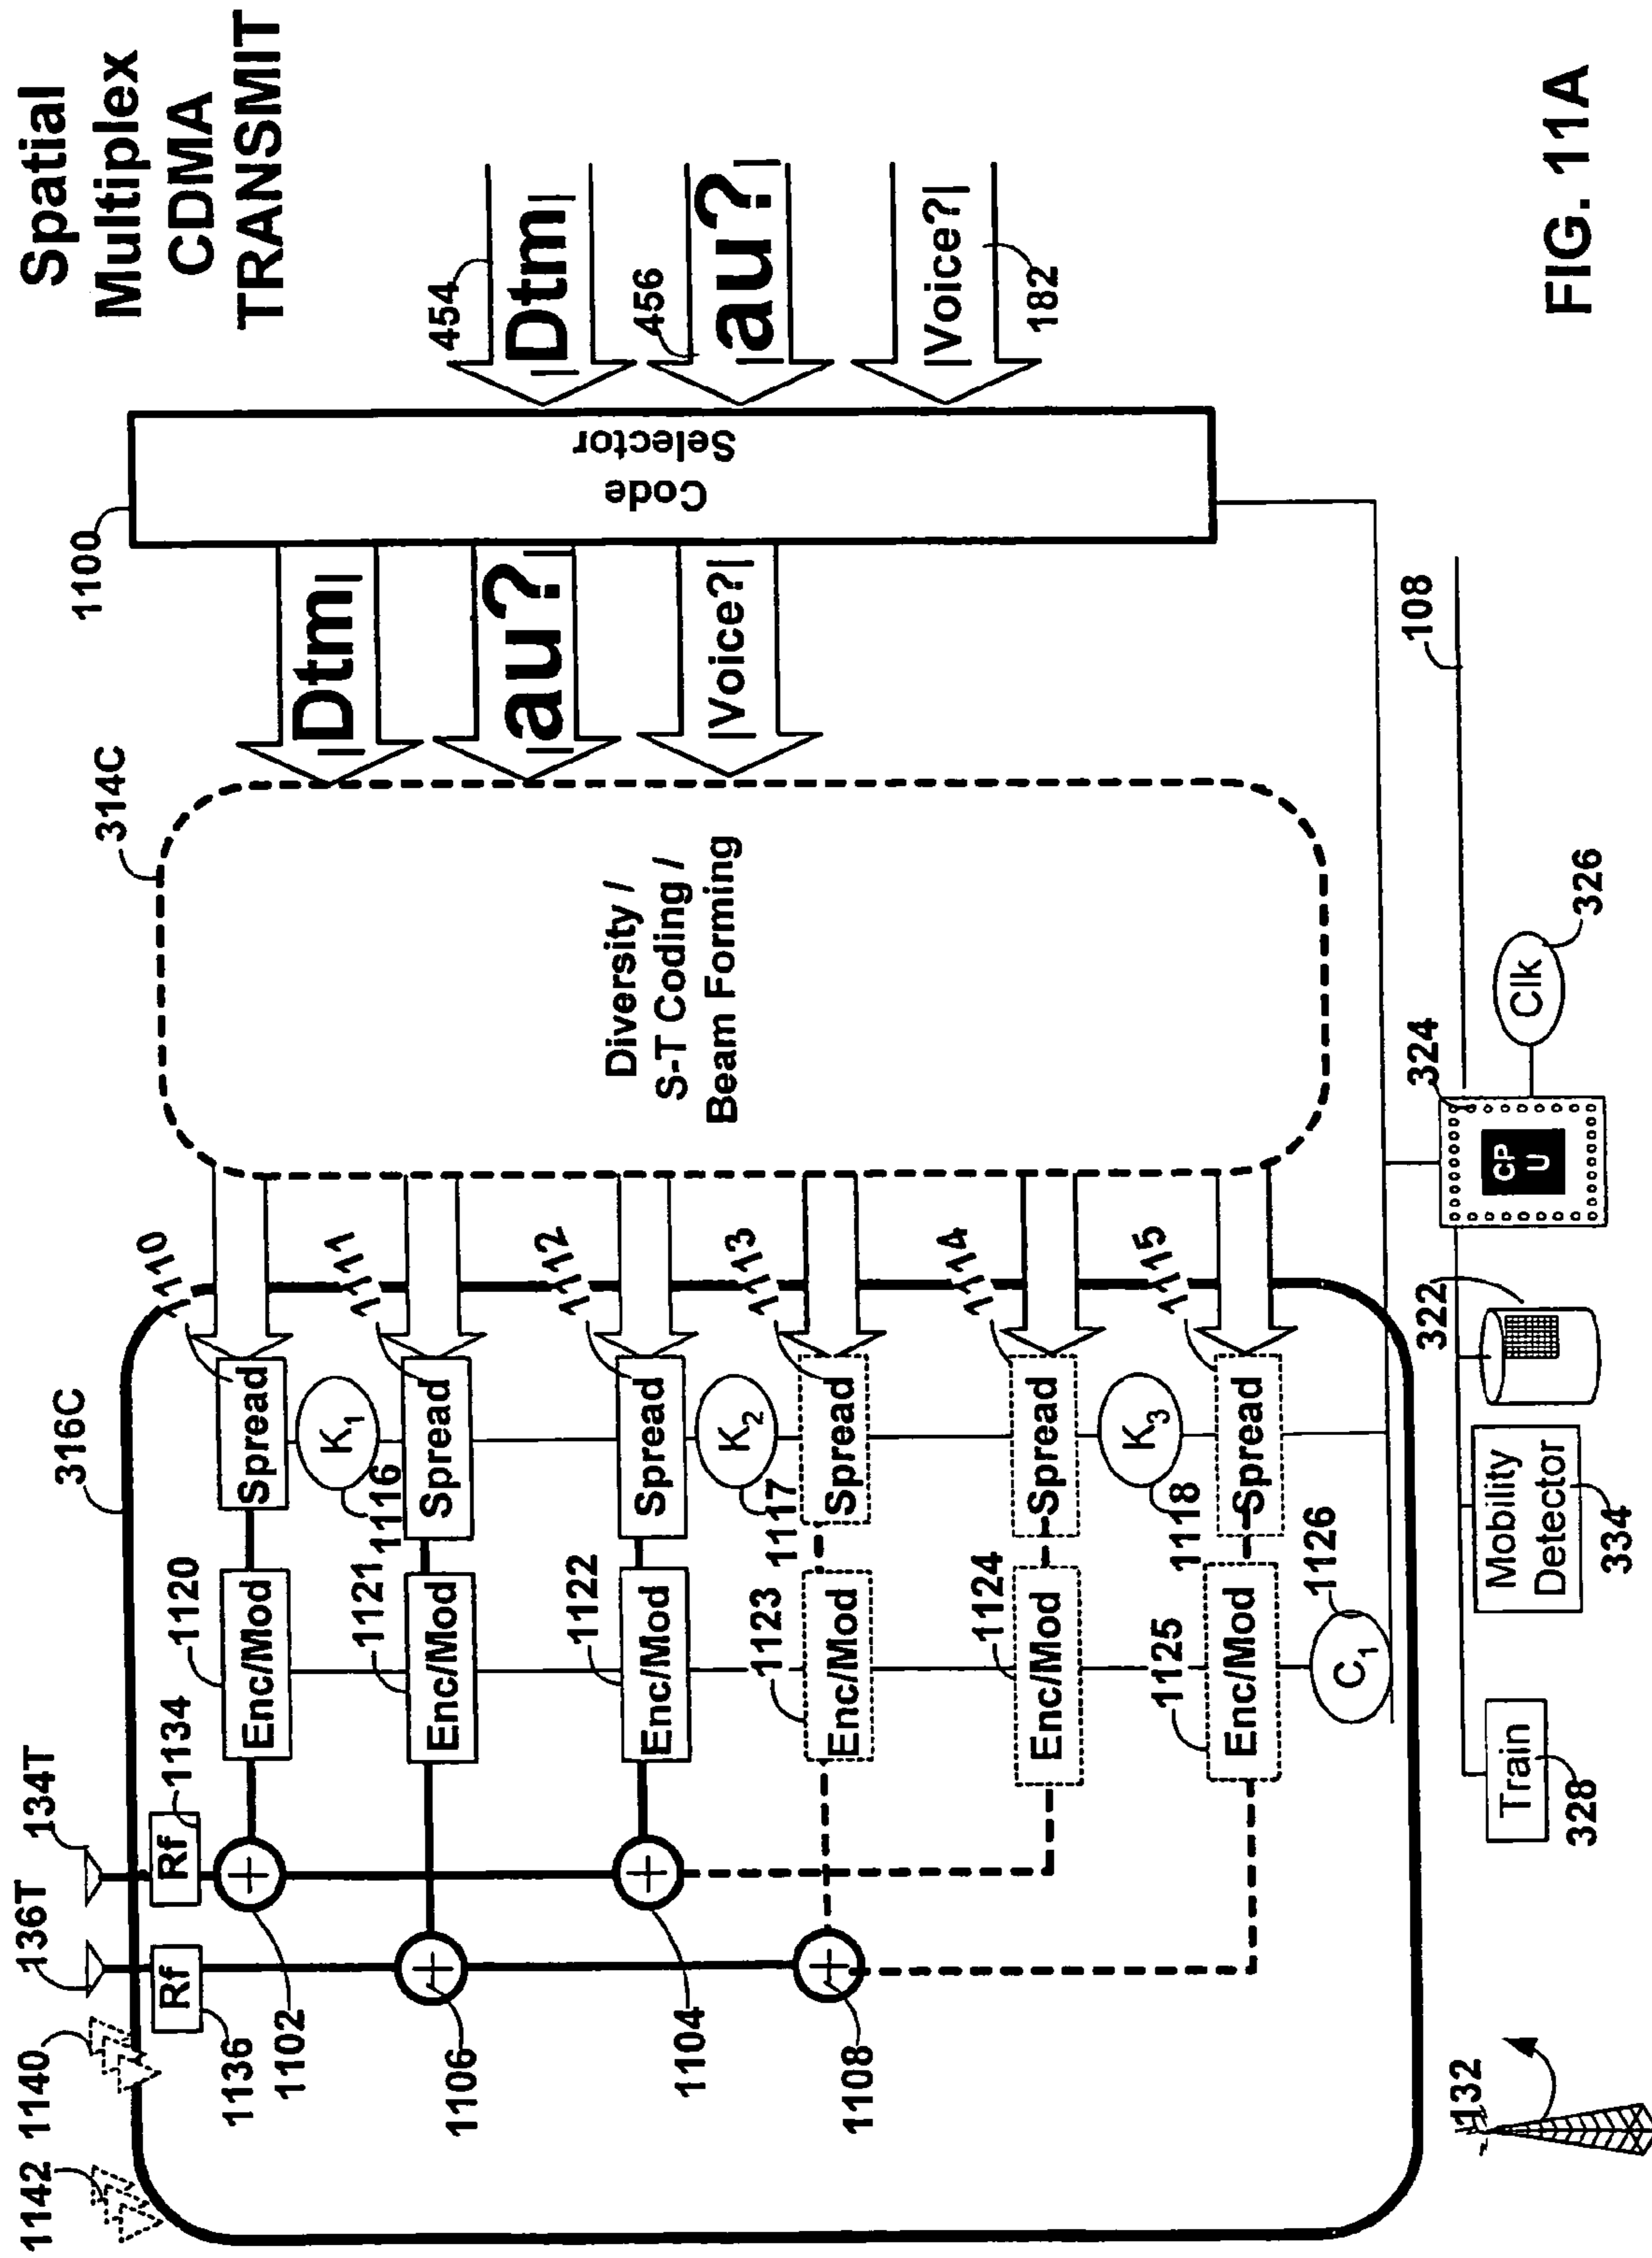 Spatial
Multiplex
CDMA
TRANSMIT
1142
1140
136T
134T
316C
314C
1100
454
|Dtm|
456
|au?|
|Voice?|
182
Code
Selector
|Dtm|
|au?|
|Voice?|
Diversity /
S-T Coding /
Beam Forming
Rf
1136
Rf
1134
1102
1106
1104
1108
1120
Enc/Mod
1121
Enc/Mod
1122
Enc/Mod
1123
Enc/Mod
1124
Enc/Mod
1125
Enc/Mod
1110
Spread
1111
Spread
1112
Spread
1113
Spread
1114
Spread
1115
Spread
K1
1116
K2
1117
K3
1118
C1
1126
132
Train
328
Mobility
Detector
334
322
324
CP
U
Clk
326
108
FIG. 11A